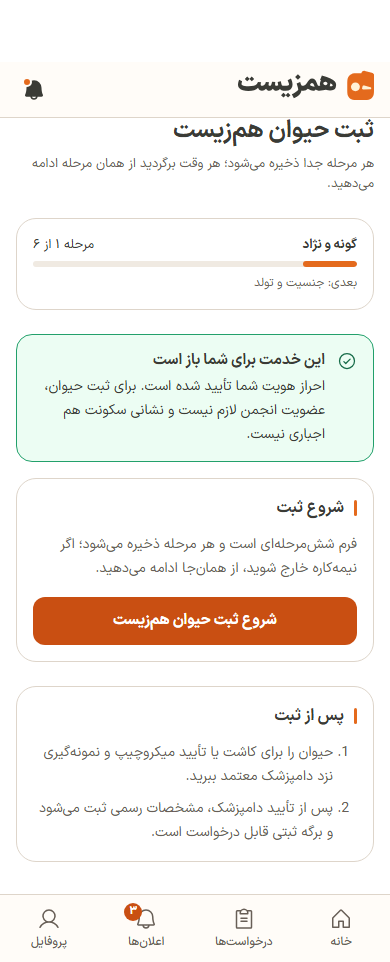 هم‌زیست
ثبت حیوان هم‌زیست
هر مرحله جدا ذخیره می‌شود؛ هر وقت برگردید از همان مرحله ادامه
می‌دهید.
گونه و نژاد
مرحله ۱ از ۶
بعدی: جنسیت و تولد
این خدمت برای شما باز است
احراز هویت شما تأیید شده است. برای ثبت حیوان،
عضویت انجمن لازم نیست و نشانی سکونت هم
اجباری نیست.
شروع ثبت
فرم شش‌مرحله‌ای است و هر مرحله ذخیره می‌شود؛ اگر
نیمه‌کاره خارج شوید، از همان‌جا ادامه می‌دهید.
شروع ثبت حیوان هم‌زیست
پس از ثبت
1. حیوان را برای کاشت یا تأیید میکروچیپ و نمونه‌گیری
نزد دامپزشک معتمد ببرید.
2. پس از تأیید دامپزشک، مشخصات رسمی ثبت می‌شود
و برگه ثبتی قابل درخواست است.
خانه
درخواست‌ها
۳
اعلان‌ها
پروفایل